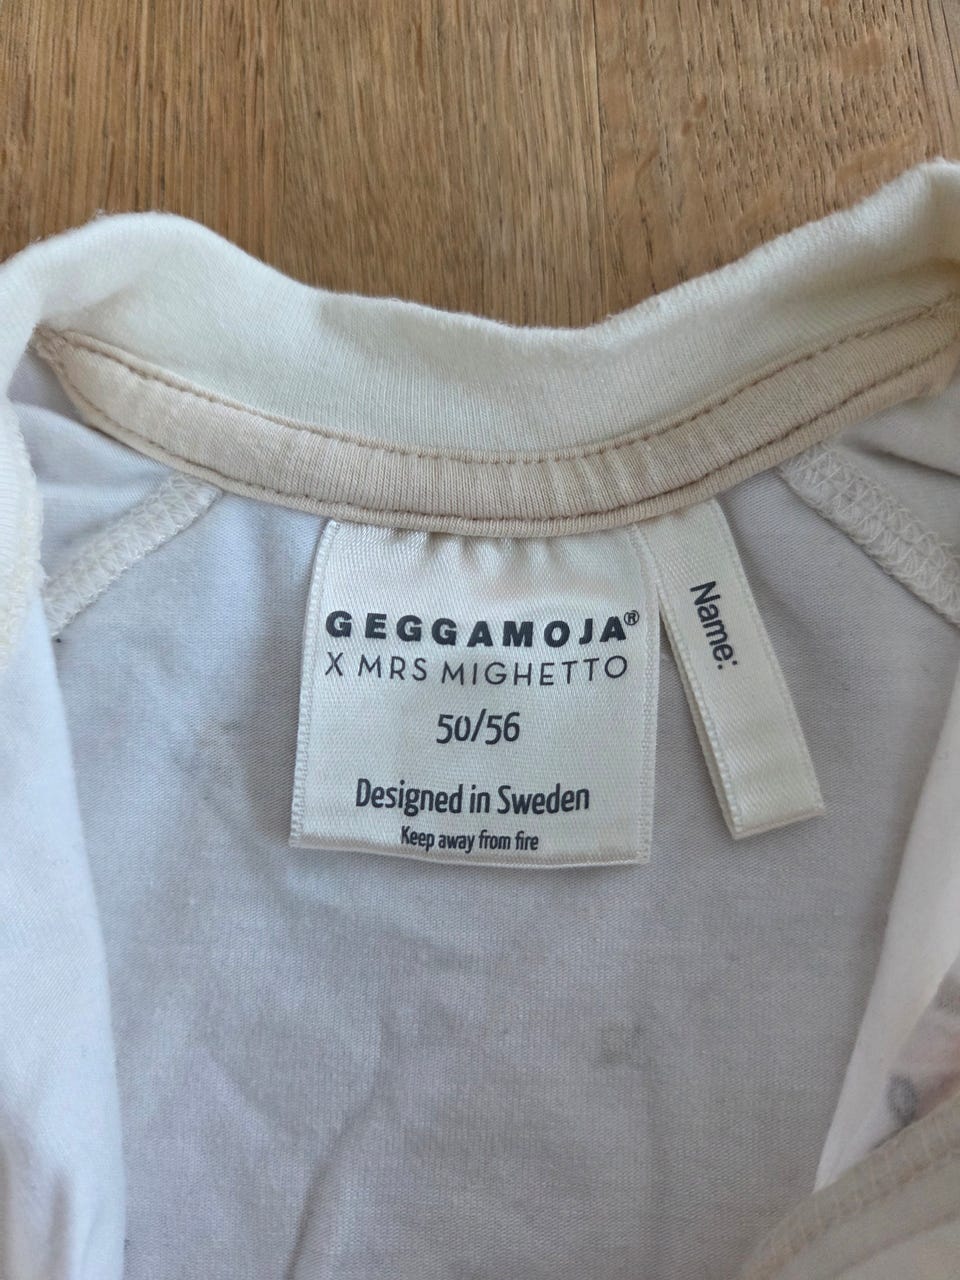 GEGGAMOJA®
X MRS MIGHETTO
50/56
Designed in Sweden
Keep away from fire
Name: